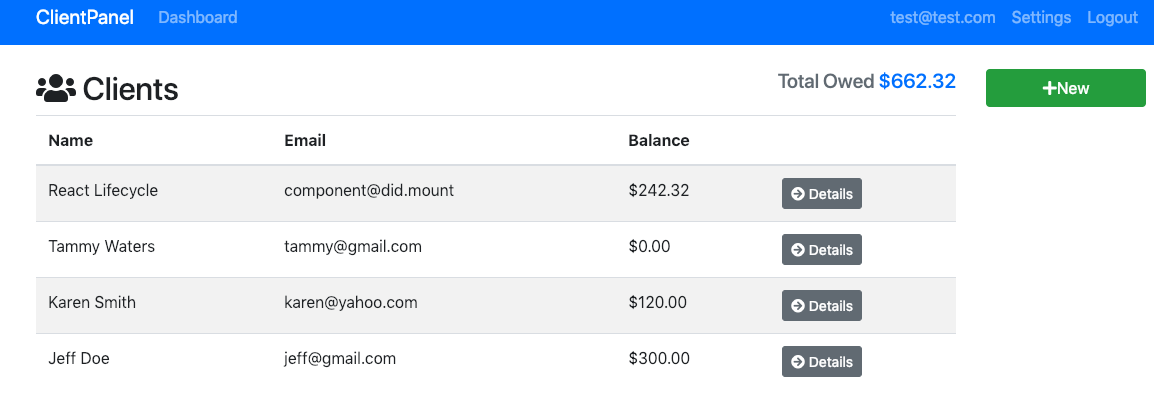 ClientPanel Dashboard test@test.com Settings Logout
Clients Total Owed $662.32 +New
Name Email Balance
React Lifecycle component@did.mount $242.32 Details
Tammy Waters tammy@gmail.com $0.00 Details
Karen Smith karen@yahoo.com $120.00 Details
Jeff Doe jeff@gmail.com $300.00 Details